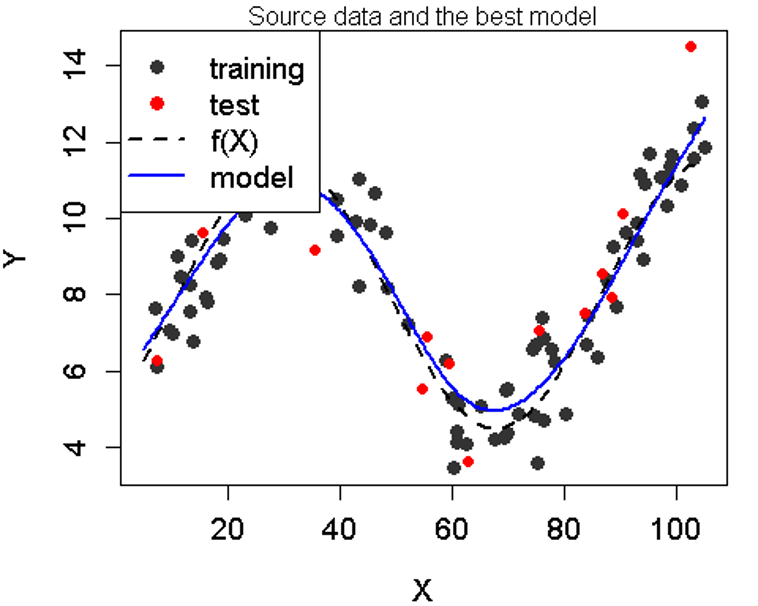 Source data and the best model
training
test
f(X)
model
Y
14
12
10
8
6
4
20 40 60 80 100
X